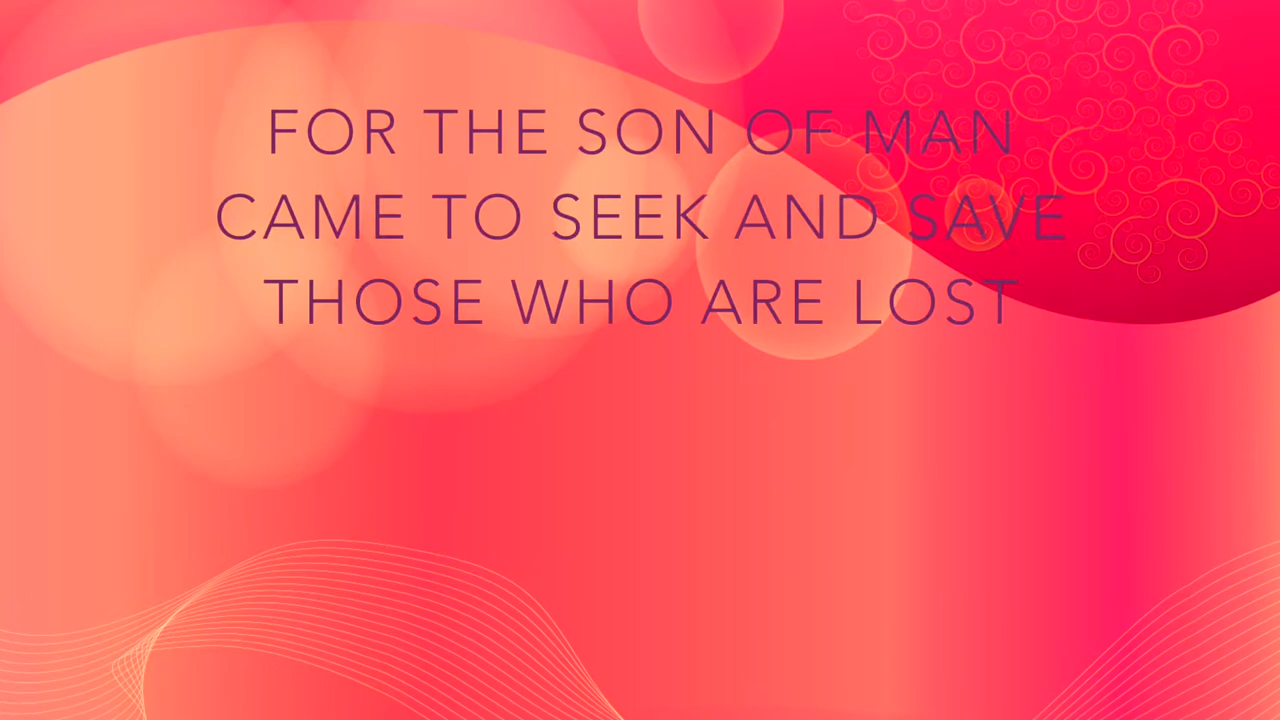 FOR THE SON OF MAN
CAME TO SEEK AND SAVE
THOSE WHO ARE LOST